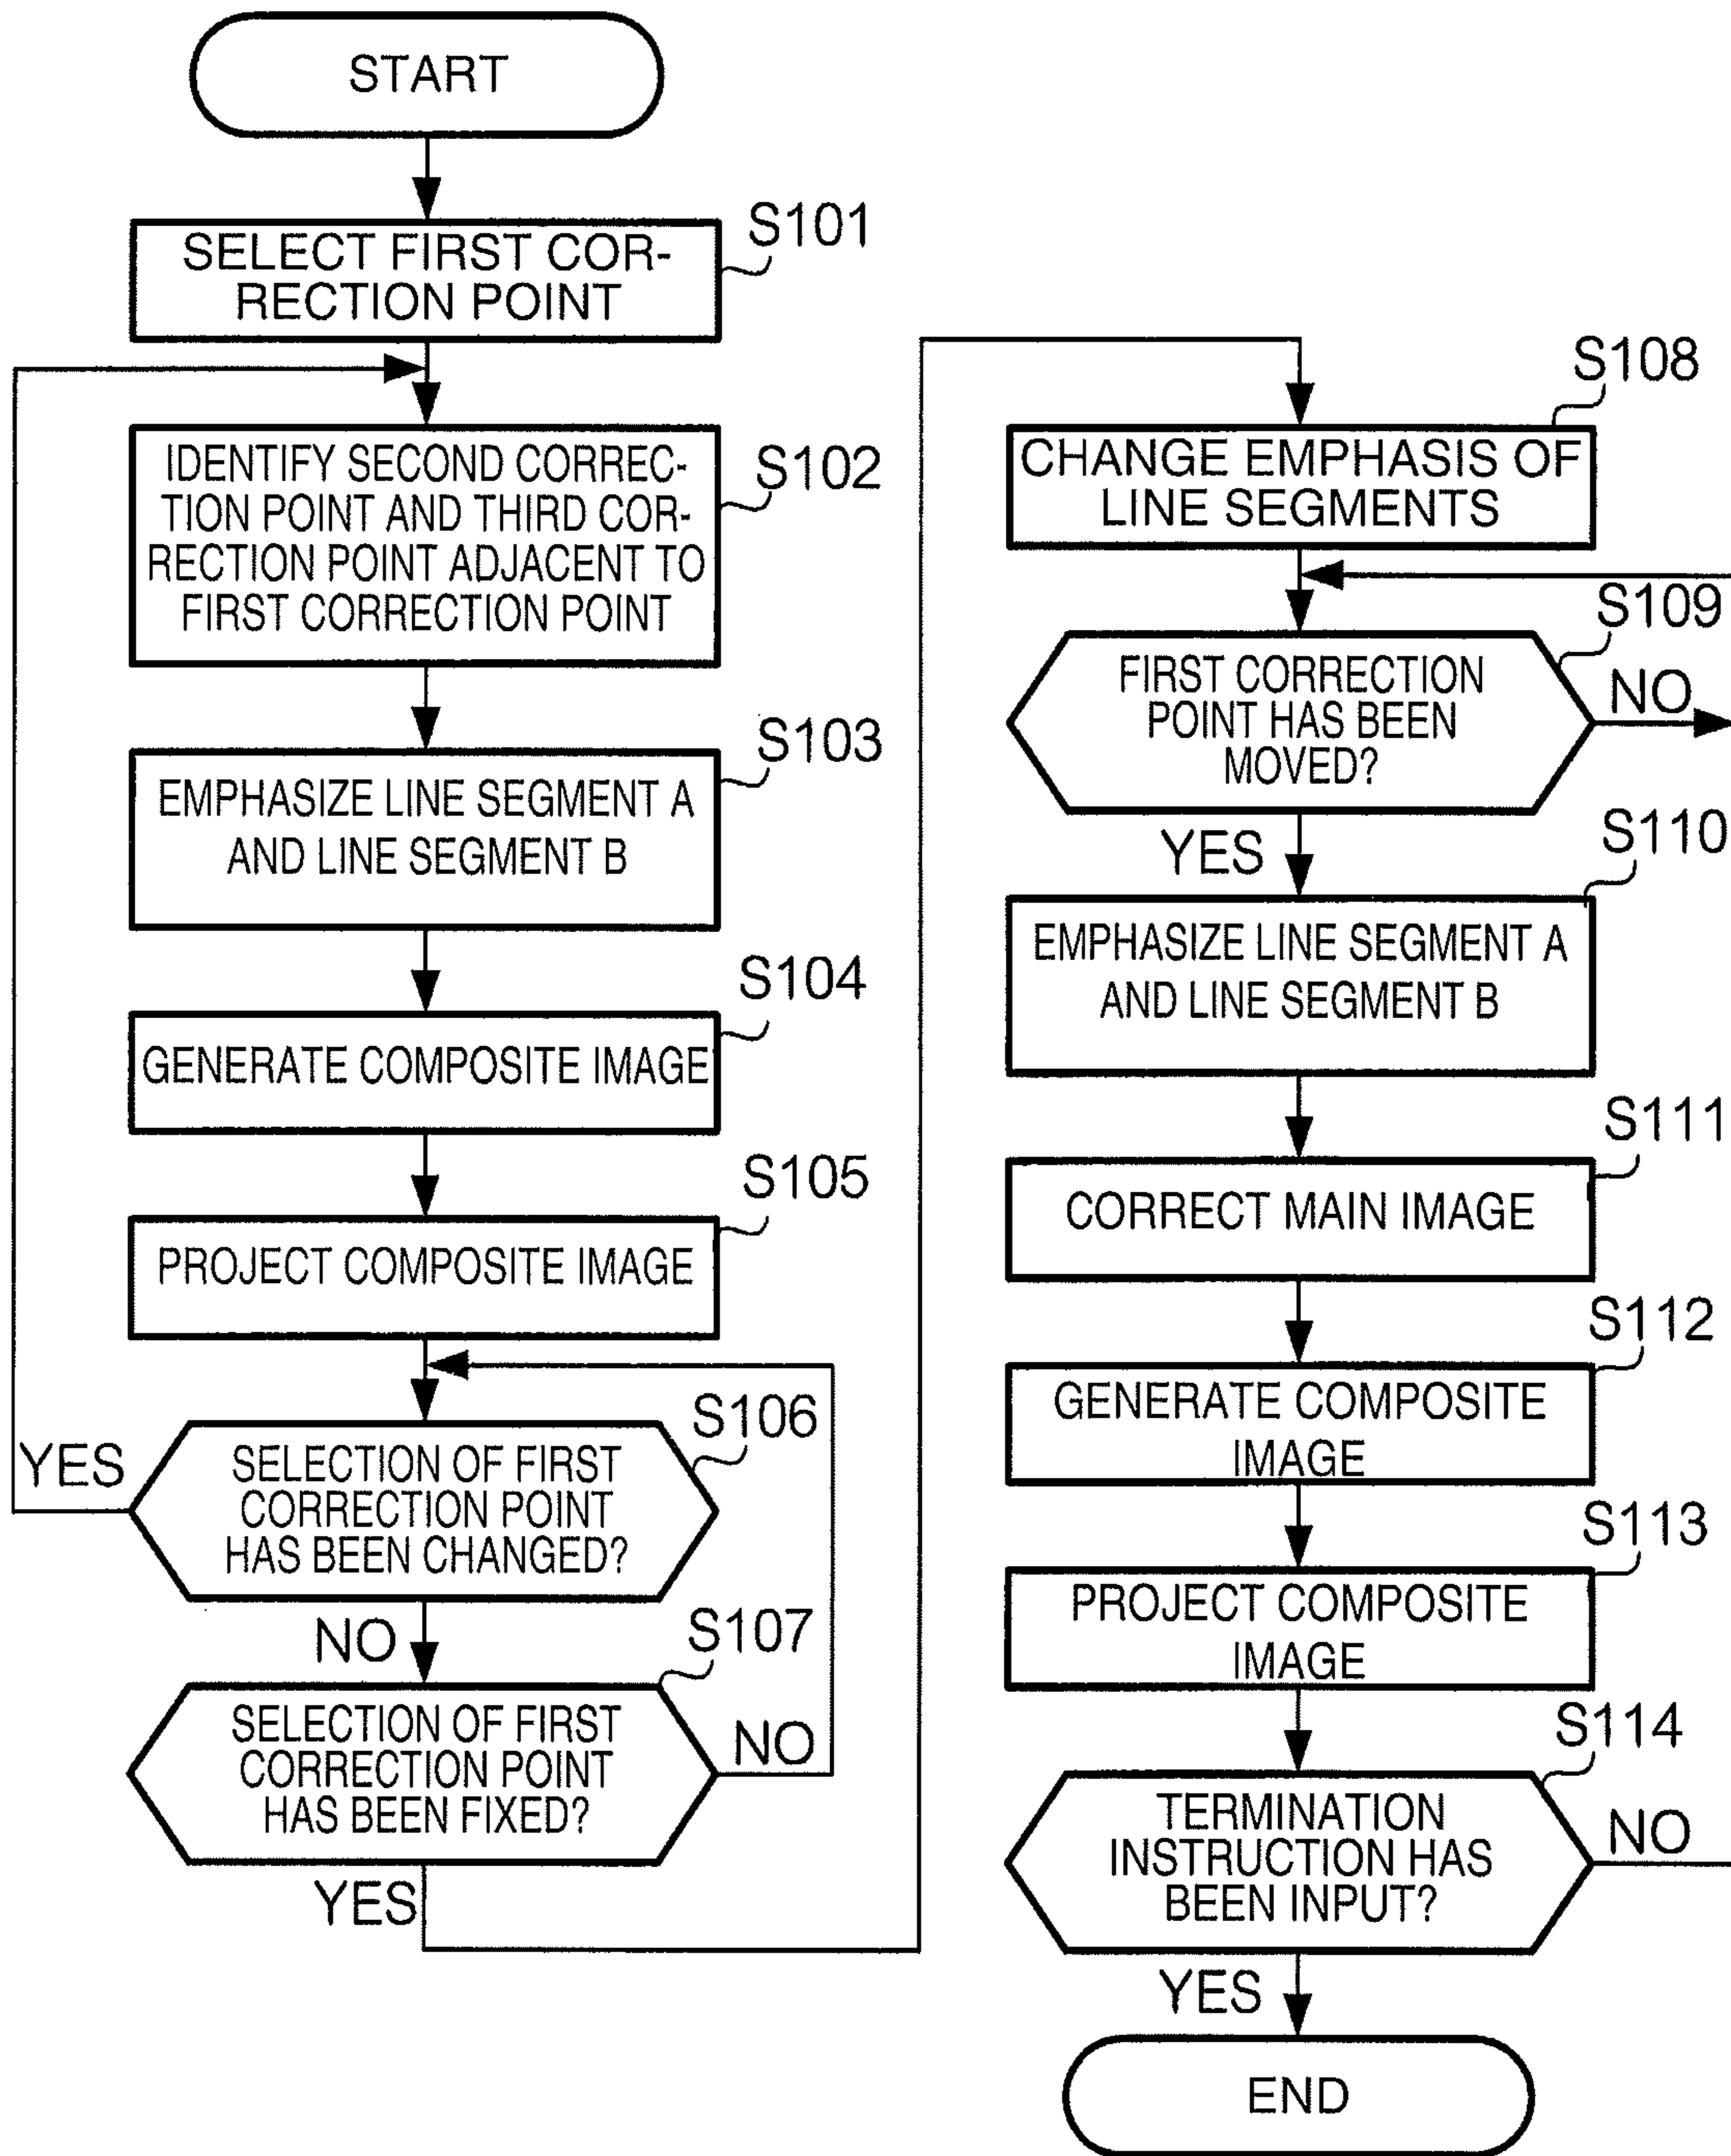 START
S101
SELECT FIRST COR-
RECTION POINT
S102
IDENTIFY SECOND CORREC-
TION POINT AND THIRD COR-
RECTION POINT ADJACENT TO
FIRST CORRECTION POINT
S103
EMPHASIZE LINE SEGMENT A
AND LINE SEGMENT B
S104
GENERATE COMPOSITE IMAGE
S105
PROJECT COMPOSITE IMAGE
S106
SELECTION OF FIRST
CORRECTION POINT
HAS BEEN CHANGED?
YES
NO
S107
SELECTION OF FIRST
CORRECTION POINT
HAS BEEN FIXED?
NO
YES
S108
CHANGE EMPHASIS OF
LINE SEGMENTS
S109
FIRST CORRECTION
POINT HAS BEEN
MOVED?
NO
YES
S110
EMPHASIZE LINE SEGMENT A
AND LINE SEGMENT B
S111
CORRECT MAIN IMAGE
S112
GENERATE COMPOSITE
IMAGE
S113
PROJECT COMPOSITE
IMAGE
S114
TERMINATION
INSTRUCTION HAS
BEEN INPUT?
NO
YES
END